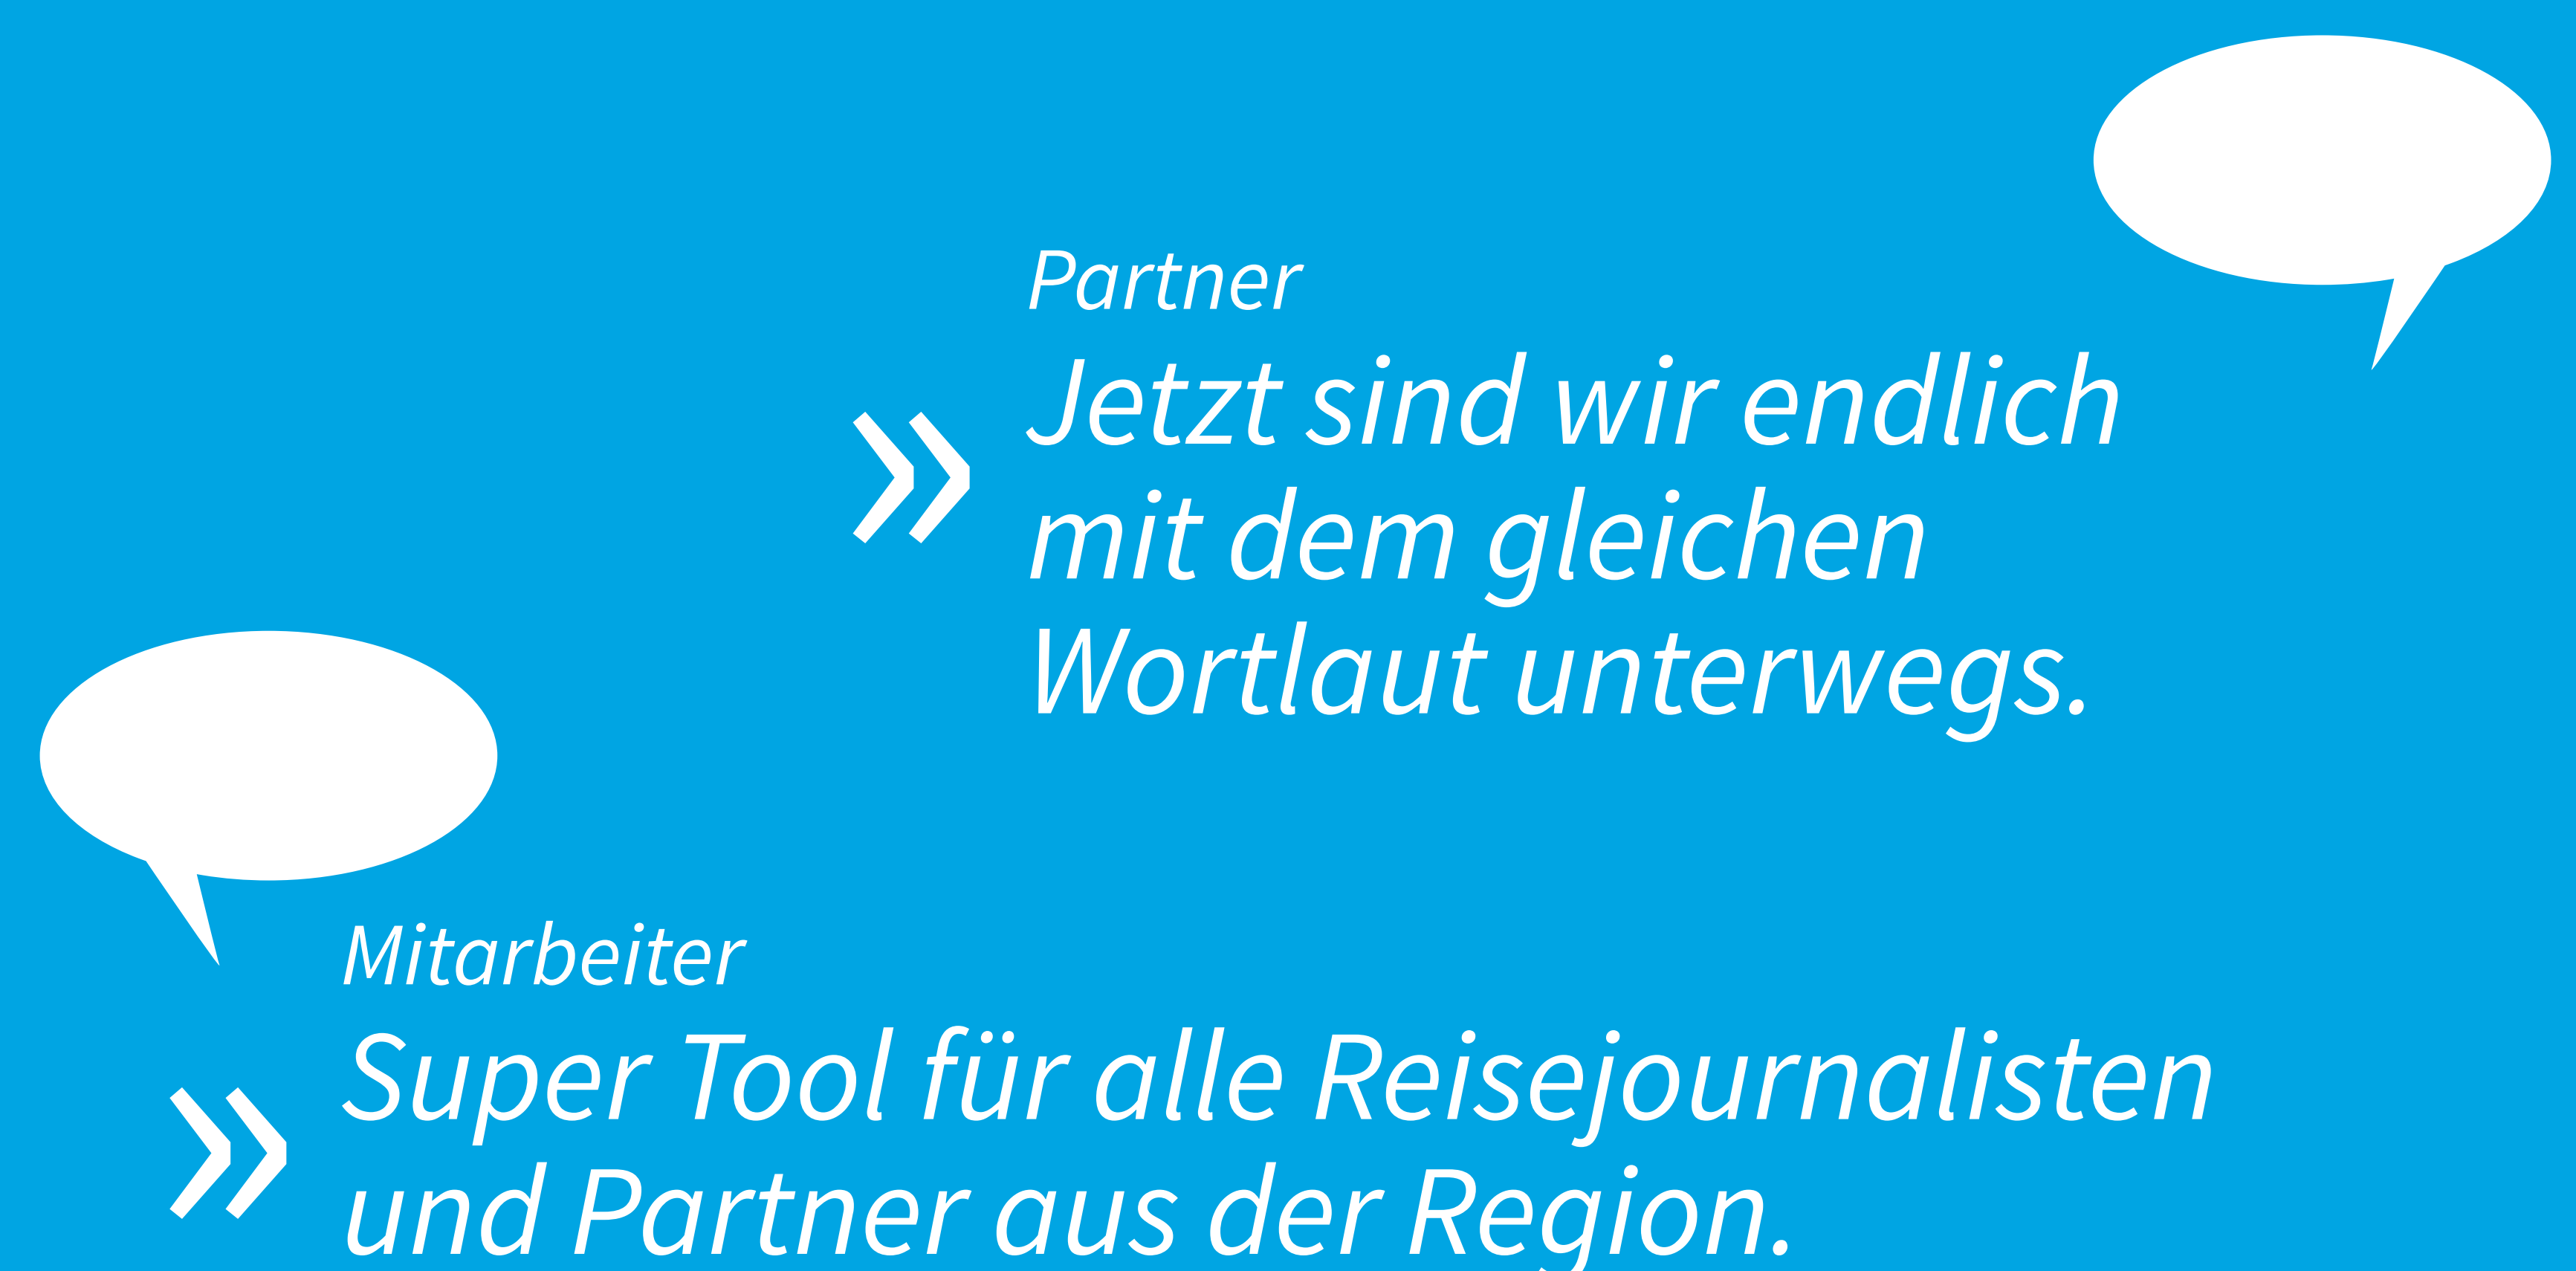 Partner
» Jetzt sind wir endlich
mit dem gleichen
Wortlaut unterwegs.
Mitarbeiter
» Super Tool für alle Reisejournalisten
und Partner aus der Region.